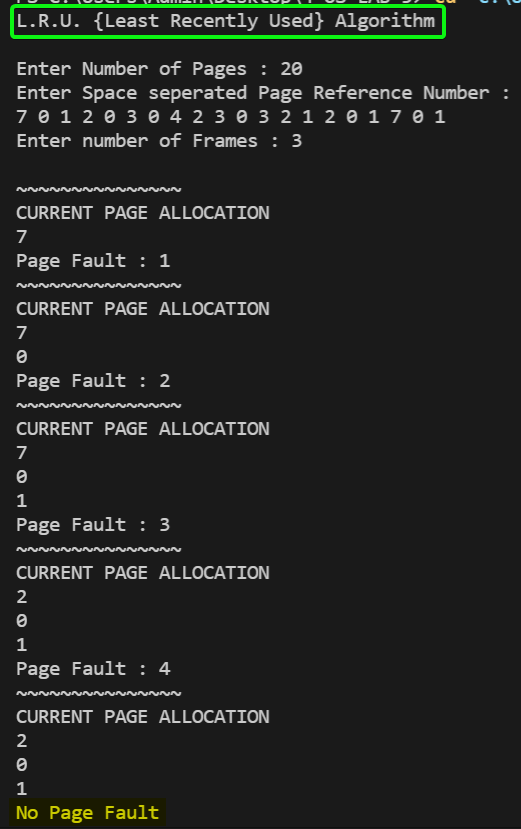 L.R.U. {Least Recently Used} Algorithm
Enter Number of Pages : 20
Enter Space seperated Page Reference Number :
7 0 1 2 0 3 0 4 2 3 0 3 2 1 2 0 1 7 0 1
Enter number of Frames : 3
~~~~~~~~~~~~~~~
CURRENT PAGE ALLOCATION
7
Page Fault : 1
~~~~~~~~~~~~~~~
CURRENT PAGE ALLOCATION
7
0
Page Fault : 2
~~~~~~~~~~~~~~~
CURRENT PAGE ALLOCATION
7
0
1
Page Fault : 3
~~~~~~~~~~~~~~~
CURRENT PAGE ALLOCATION
2
0
1
Page Fault : 4
~~~~~~~~~~~~~~~
CURRENT PAGE ALLOCATION
2
0
1
No Page Fault